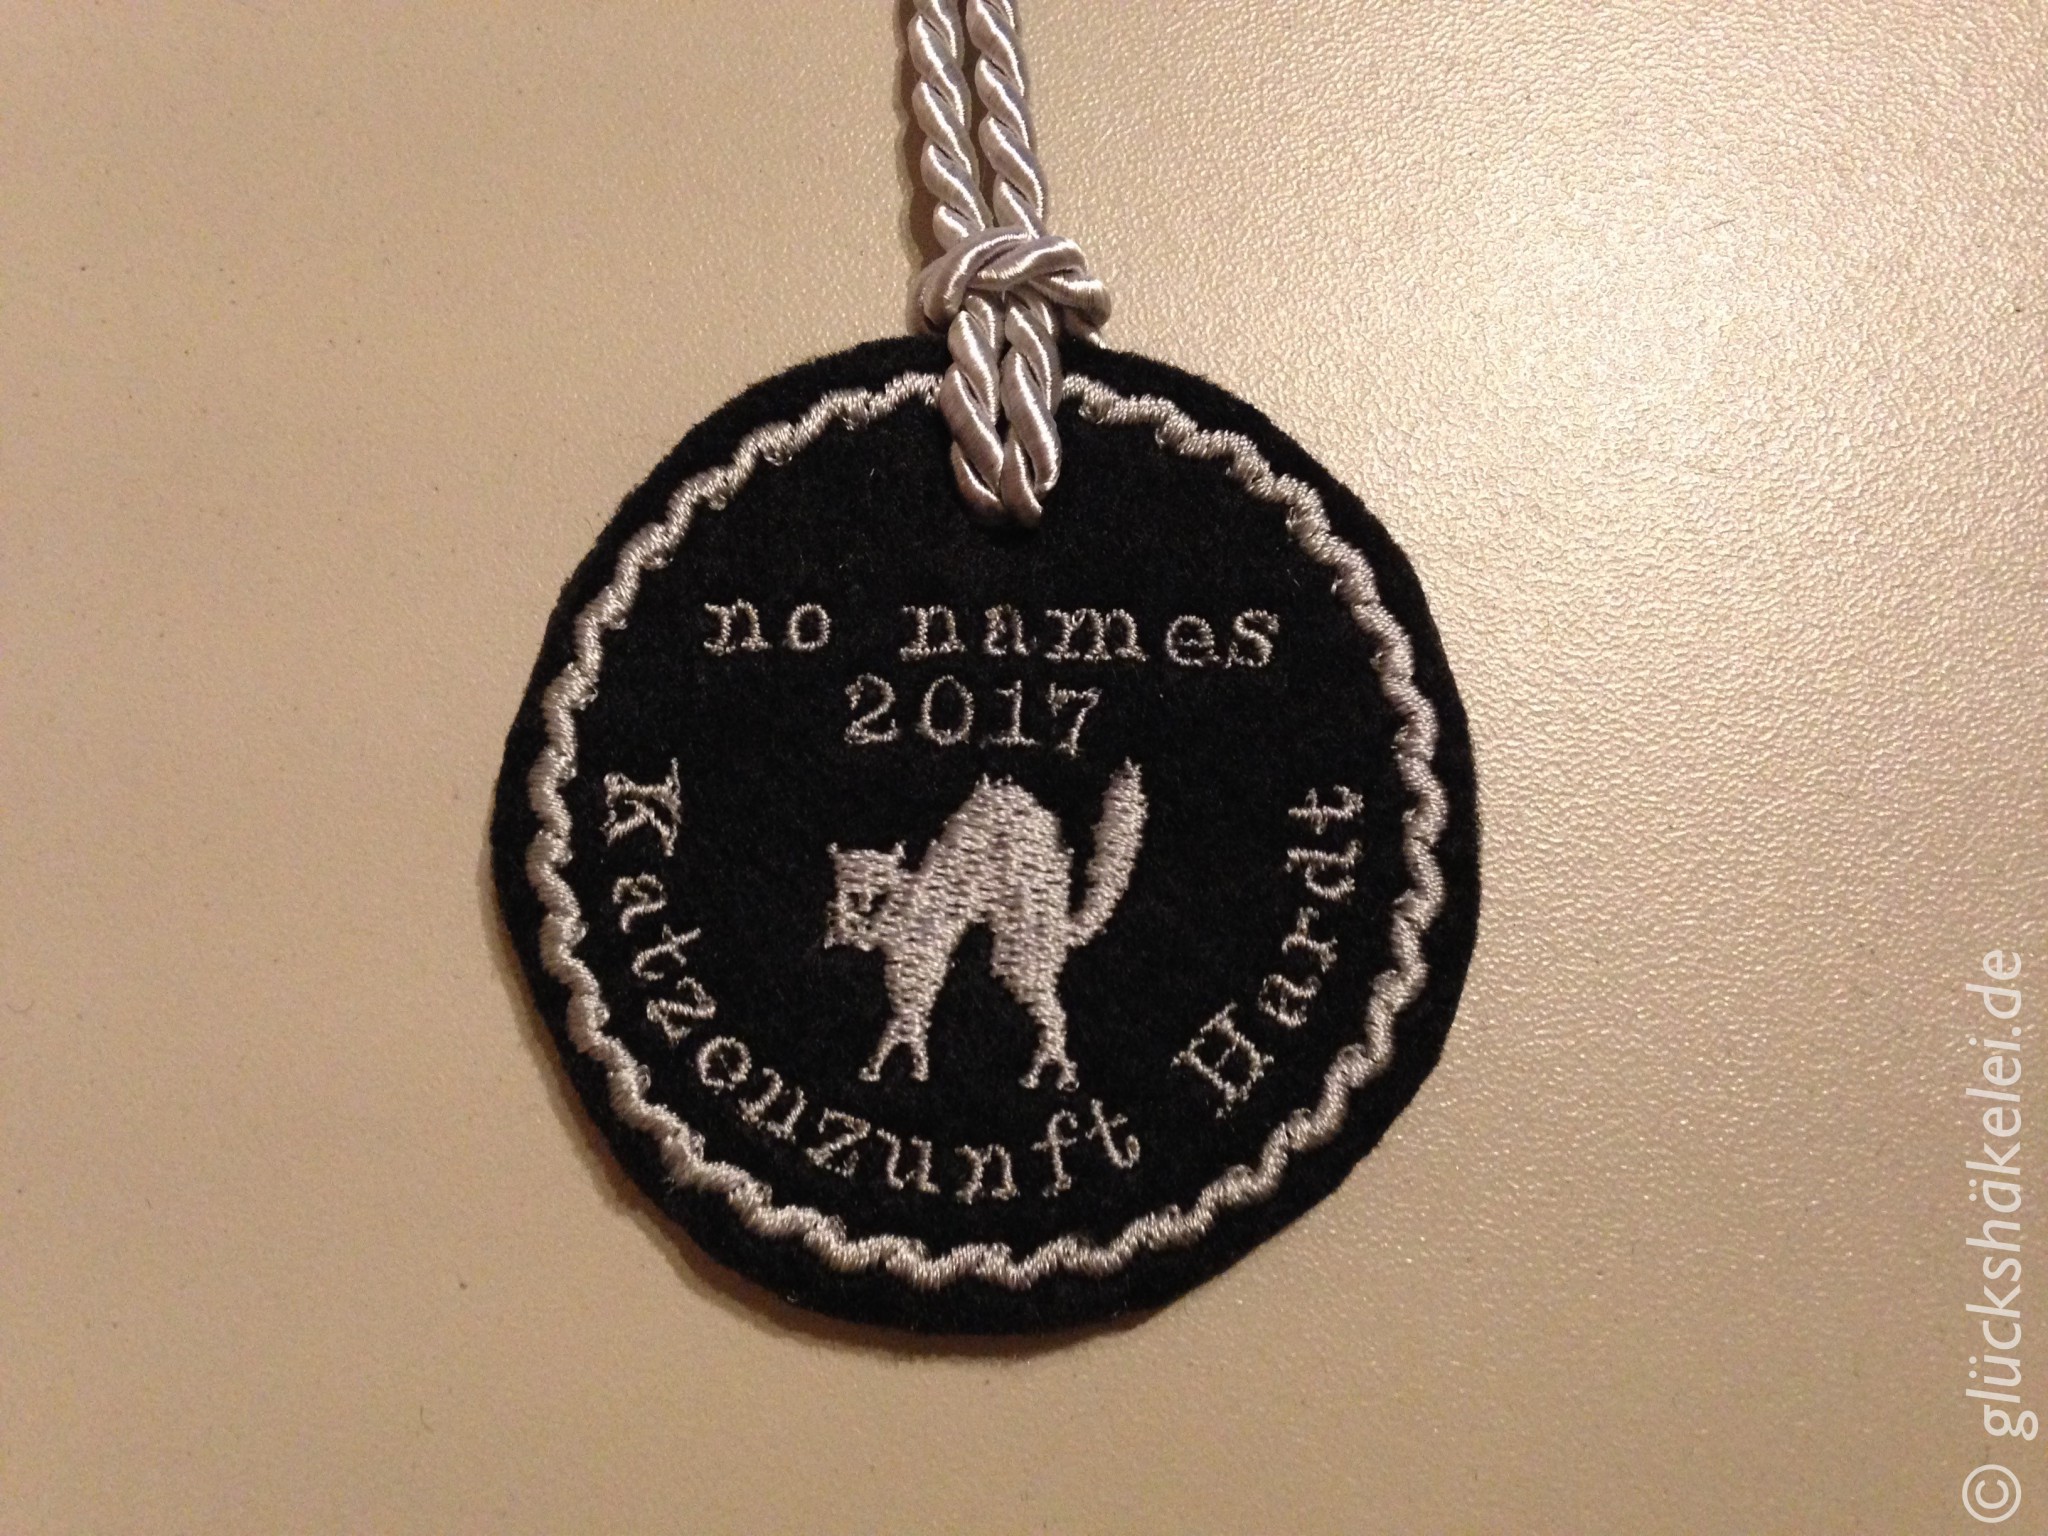 no names
2017
Katzenzunft Hardt
© glückshäkelei.de